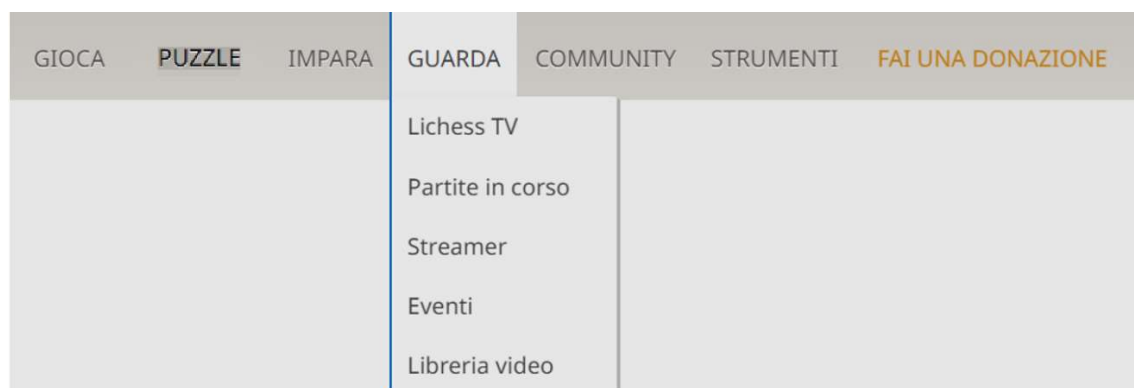 GIOCA PUZZLE IMPARA GUARDA COMMUNITY STRUMENTI FAI UNA DONAZIONE
Lichess TV
Partite in corso
Streamer
Eventi
Libreria video